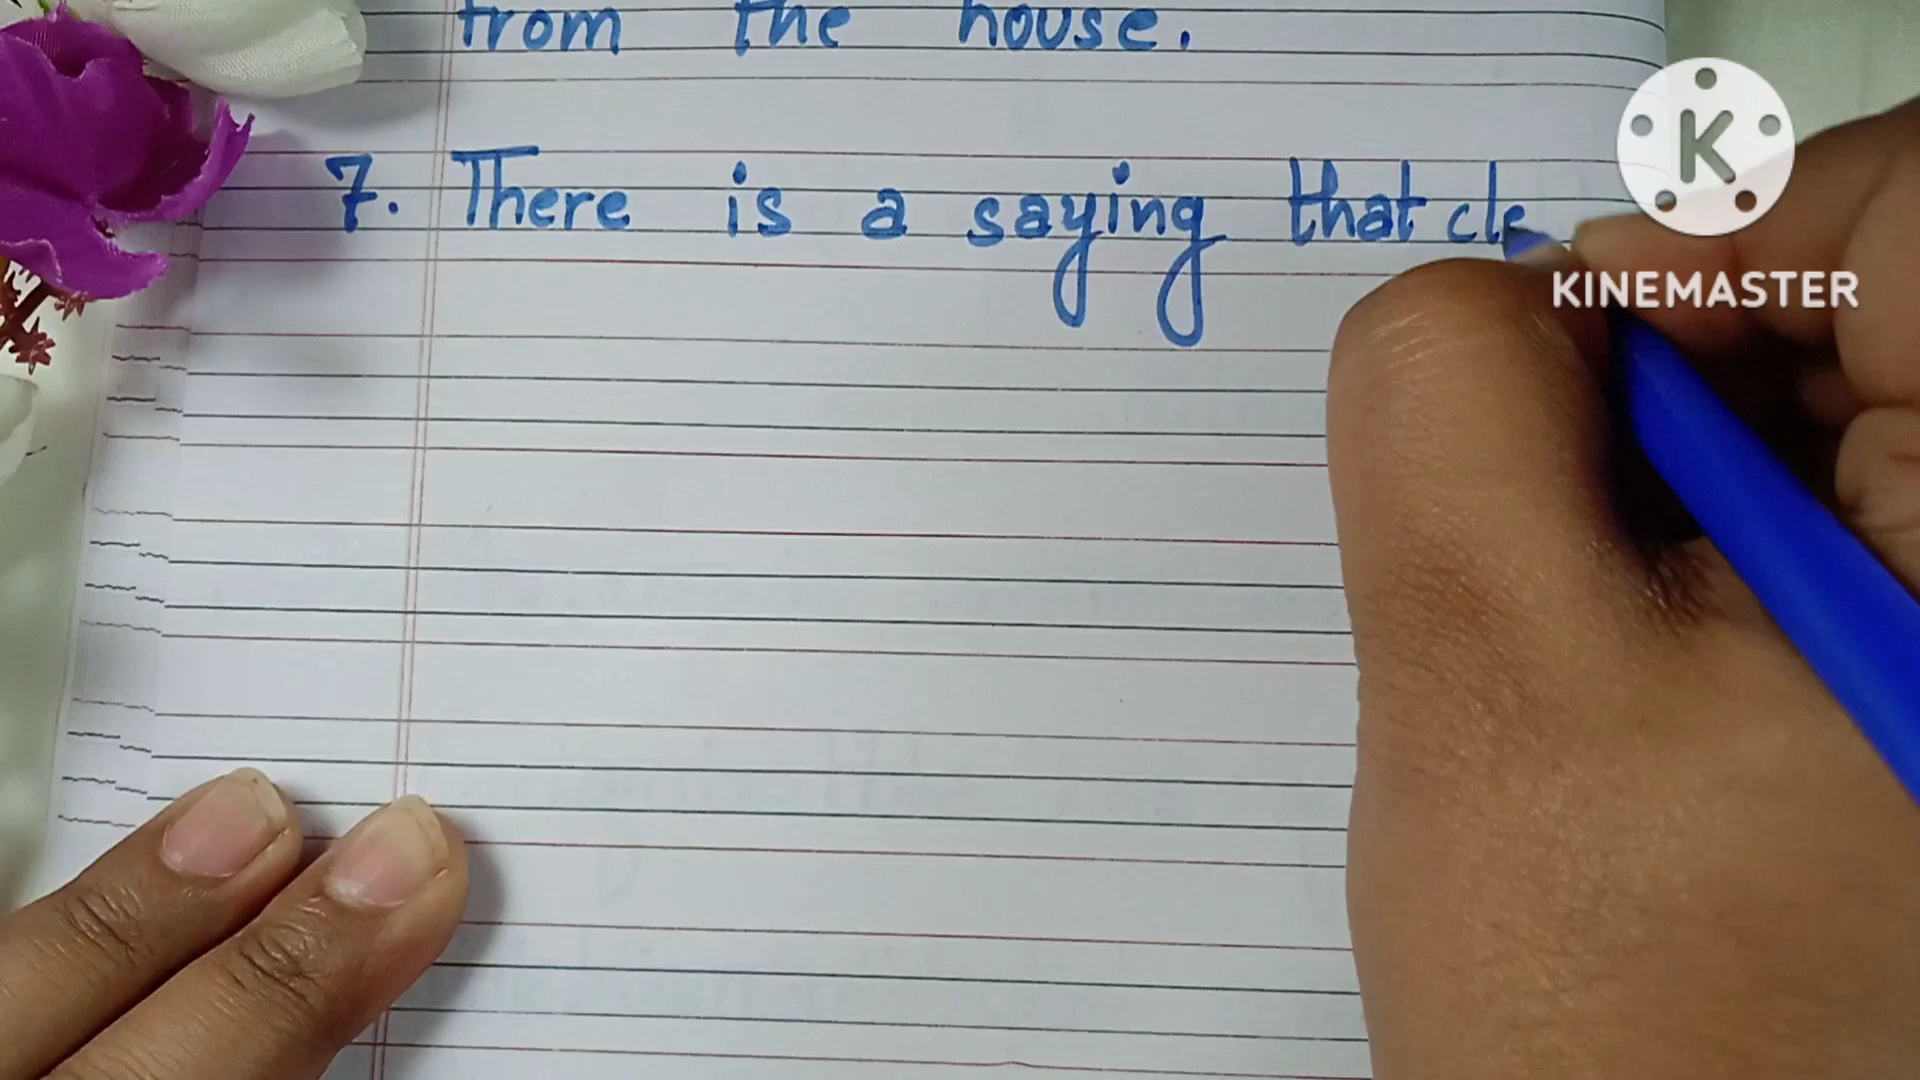 from the house.
7. There is a saying that cle
K
KINEMASTER